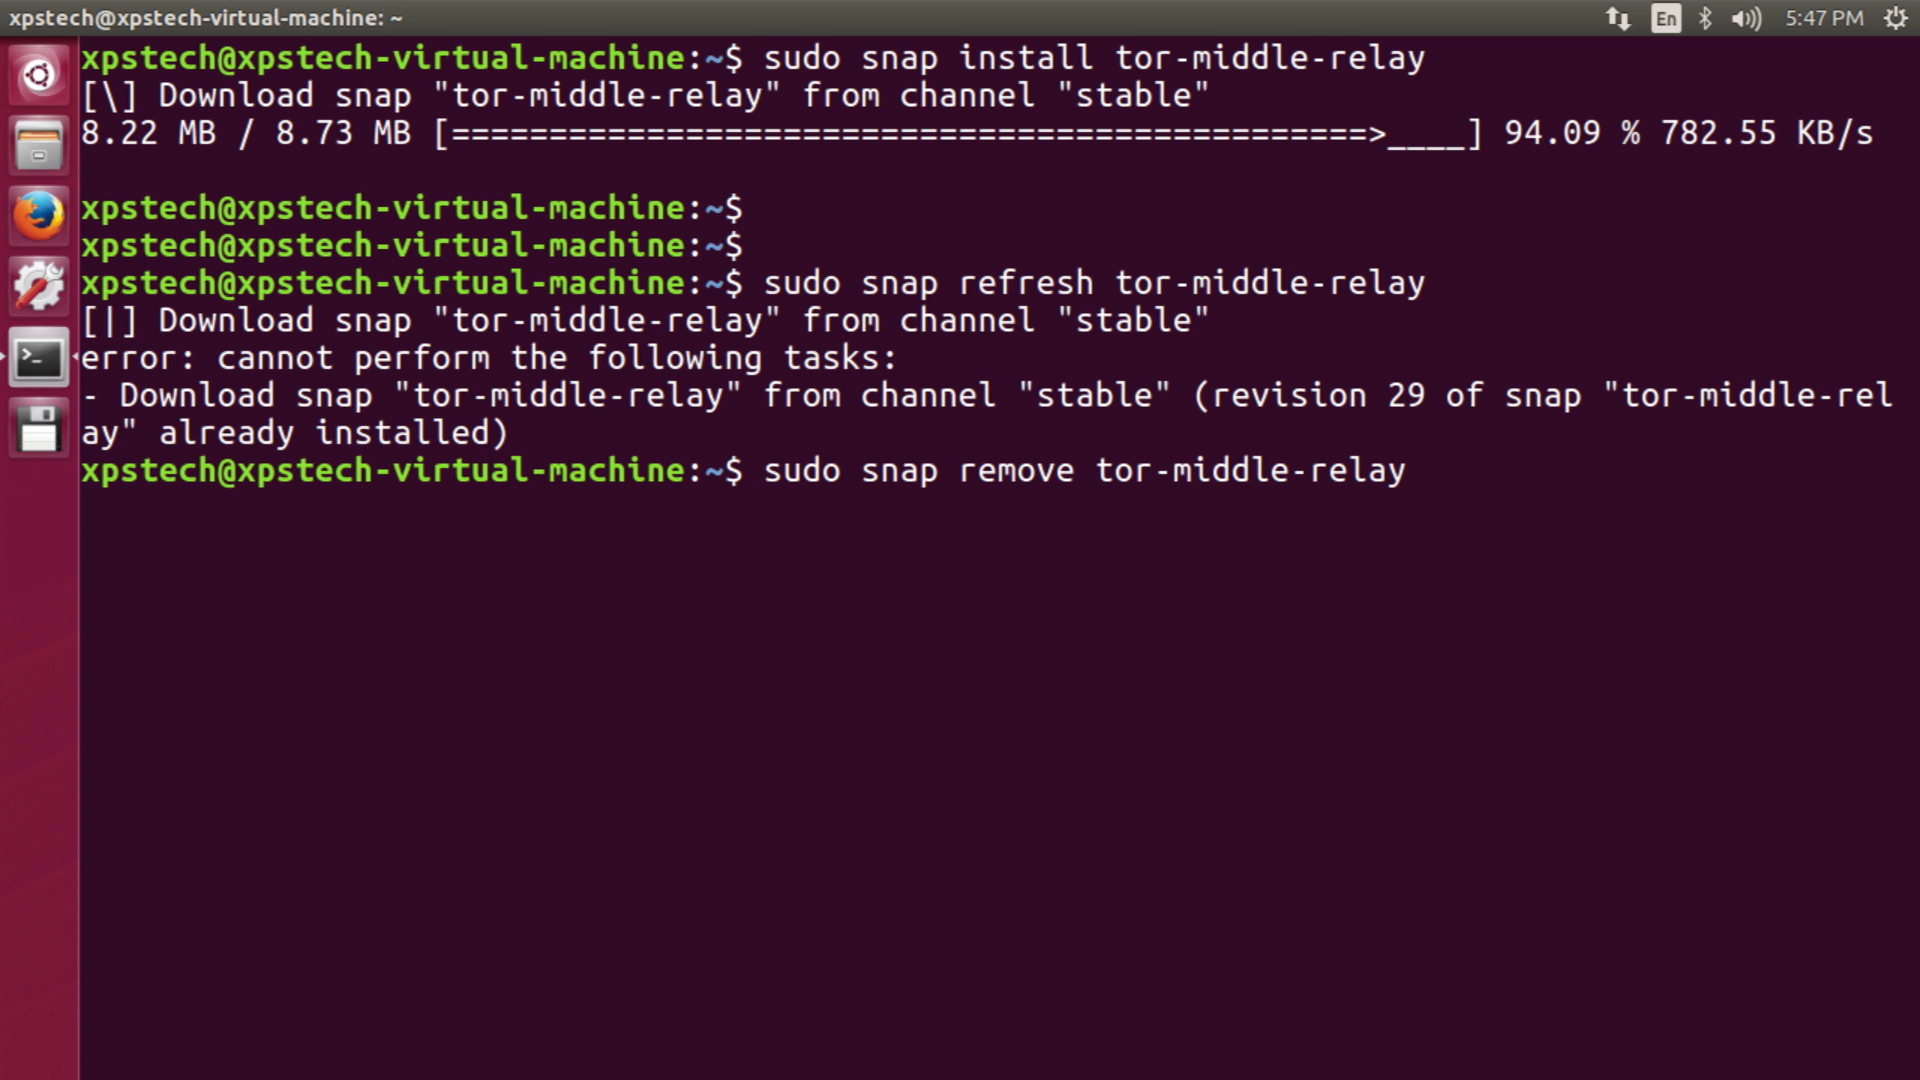 xpstech@xpstech-virtual-machine: ~
En
5:47 PM
xpstech@xpstech-virtual-machine:~$ sudo snap install tor-middle-relay
[\] Download snap "tor-middle-relay" from channel "stable"
8.22 MB / 8.73 MB [===============================================>____] 94.09 % 782.55 KB/s
xpstech@xpstech-virtual-machine:~$
xpstech@xpstech-virtual-machine:~$
xpstech@xpstech-virtual-machine:~$ sudo snap refresh tor-middle-relay
[|] Download snap "tor-middle-relay" from channel "stable"
error: cannot perform the following tasks:
- Download snap "tor-middle-relay" from channel "stable" (revision 29 of snap "tor-middle-rel
ay" already installed)
xpstech@xpstech-virtual-machine:~$ sudo snap remove tor-middle-relay